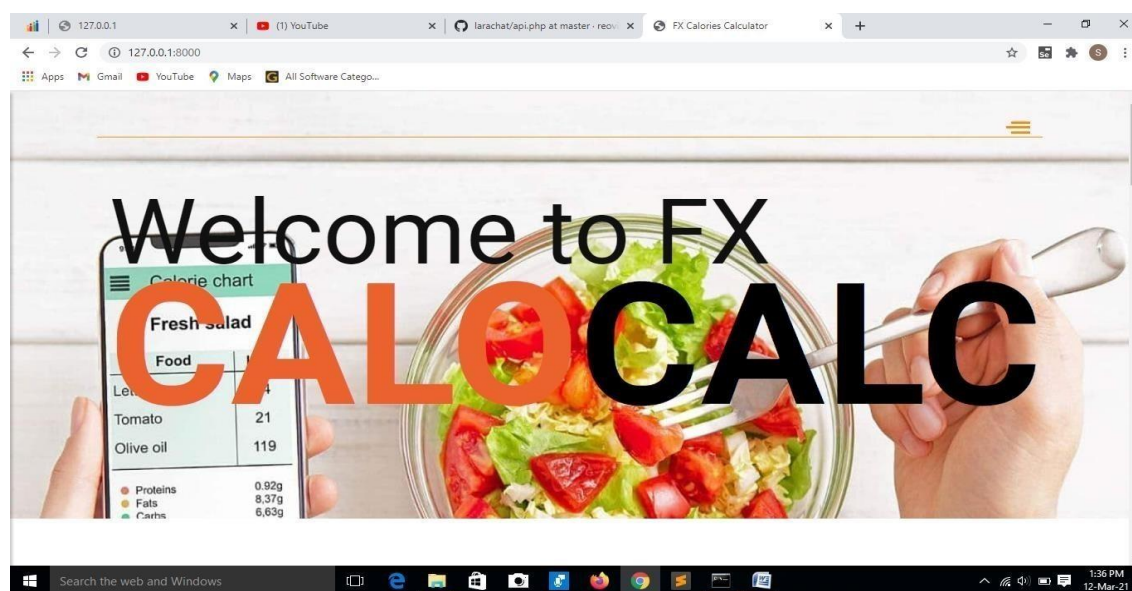 127.0.0.1
(1) YouTube
larachat/api.php at master · reov
FX Calories Calculator
127.0.0.1:8000
Apps
Gmail
YouTube
Maps
All Software Catego...
Welcome to FX
CALOCALC
Calorie chart
Fresh salad
Food
Tomato 21
Olive oil 119
Proteins 0.92g
Fats 8,37g
Carbs 6,63g
Search the web and Windows
1:36 PM
12-Mar-21